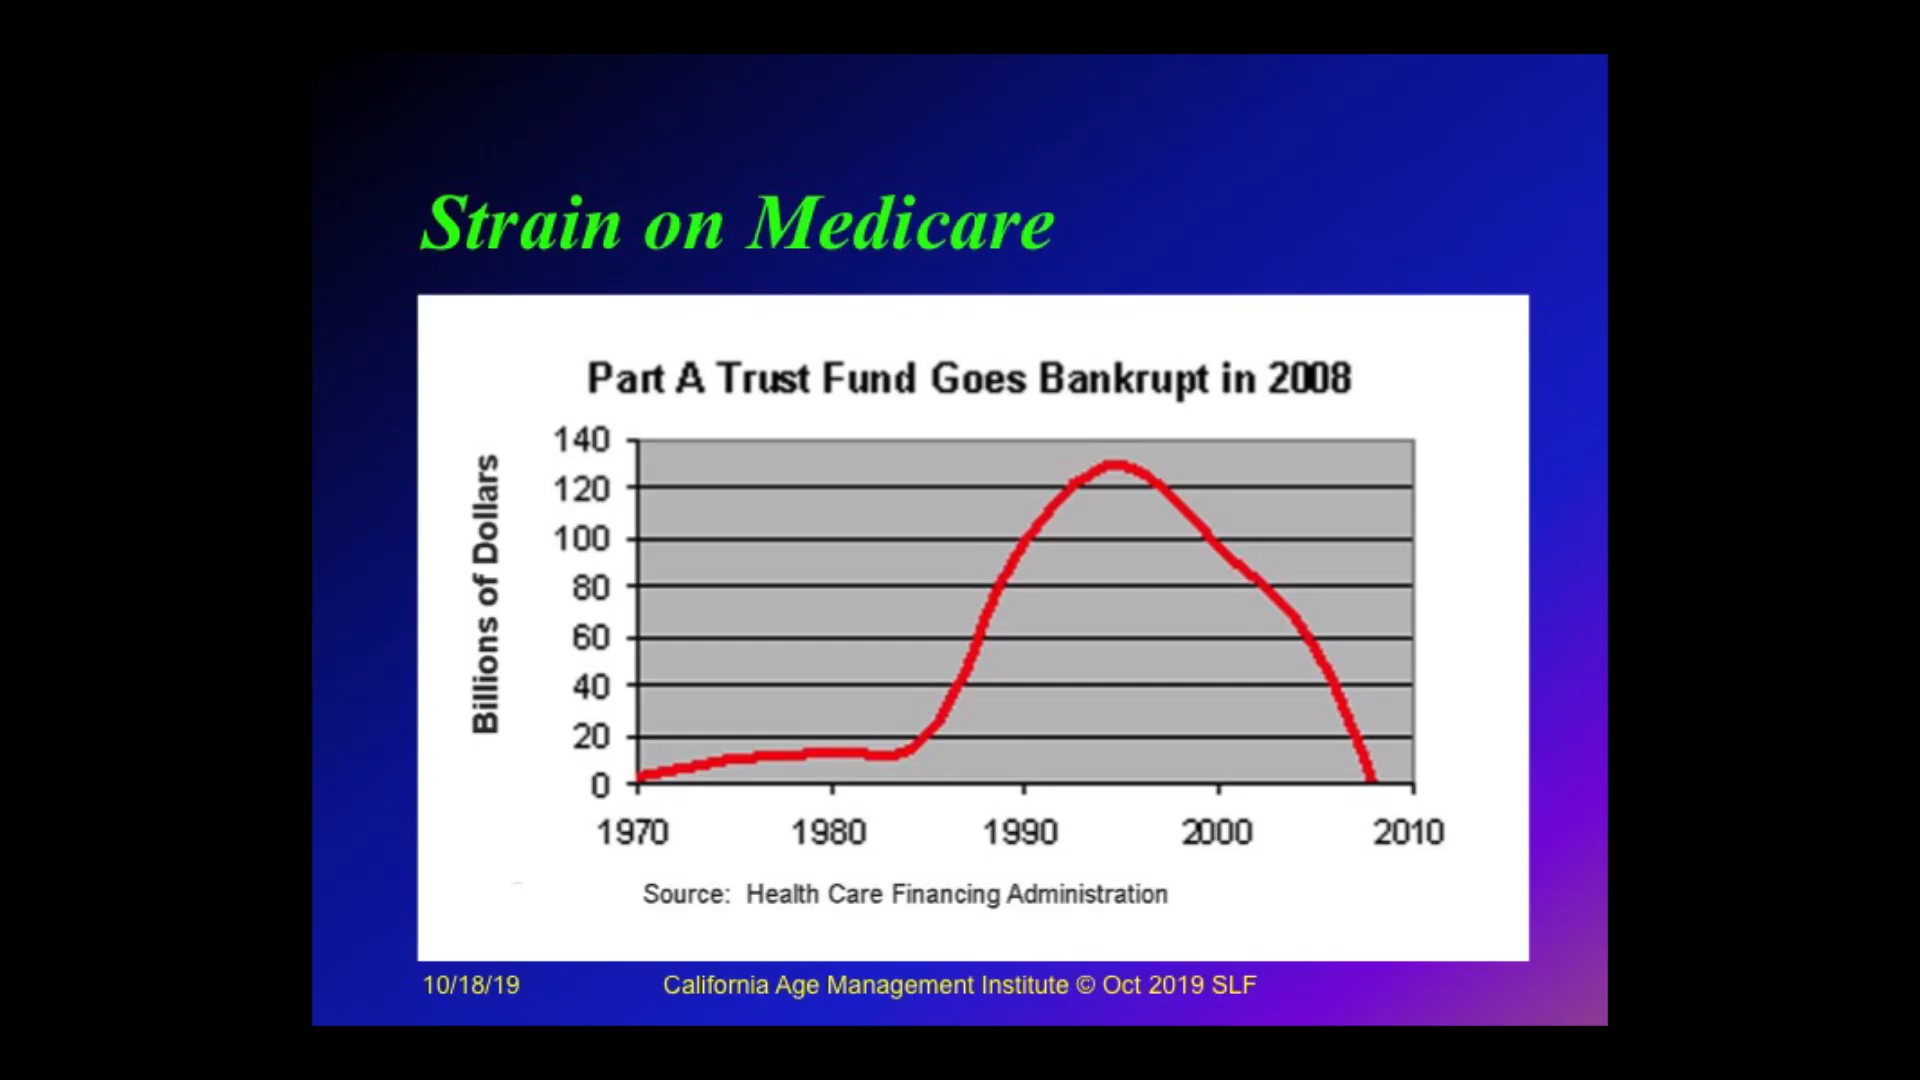 Strain on Medicare
Part A Trust Fund Goes Bankrupt in 2008
Billions of Dollars
140
120
100
80
60
40
20
0
1970 1980 1990 2000 2010
Source: Health Care Financing Administration
10/18/19 California Age Management Institute © Oct 2019 SLF